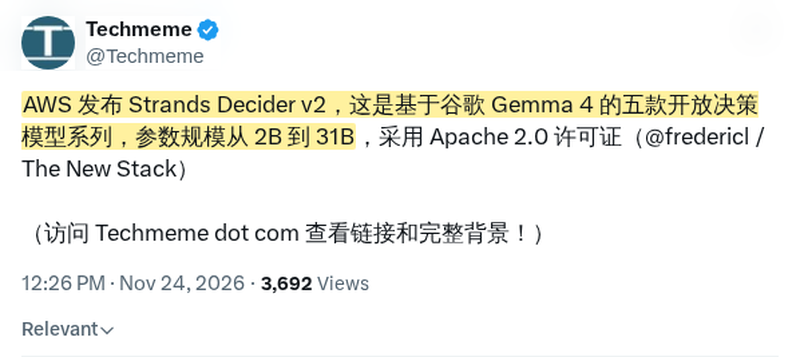 Techmeme
@Techmeme
AWS 发布 Strands Decider v2，这是基于谷歌 Gemma 4 的五款开放决策
模型系列，参数规模从 2B 到 31B，采用 Apache 2.0 许可证（@fredericl /
The New Stack）
（访问 Techmeme dot com 查看链接和完整背景！）
12:26 PM · Nov 24, 2026 · 3,692 Views
Relevant